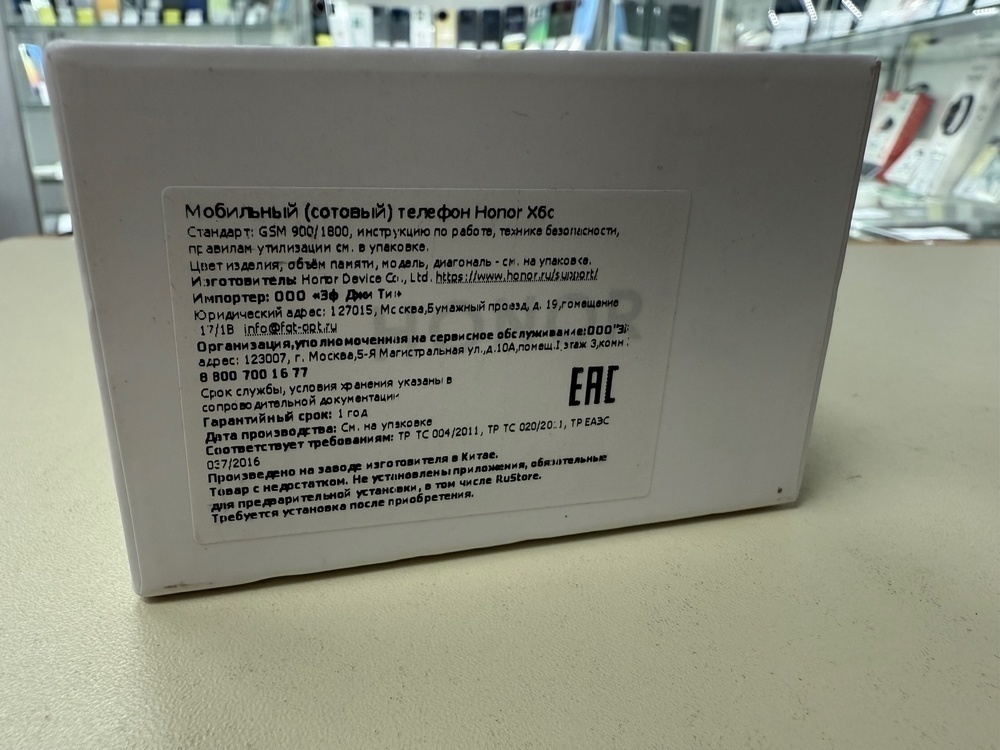 Мобильный (сотовый) телефон Honor X6c
Стандарт: GSM 900/1800, инструкцию по работе, технике безопасности,
правилам утилизации см. в упаковке.
Цвет изделия, объём памяти, модель, диагональ - см. на упаковке.
Изготовитель: Honor Device Co., Ltd. https://www.honor.ru/support/
Импортер: ООО «Эф Джи Ти»
Юридический адрес: 127015, Москва,Бумажный проезд, д. 19,помещение
17/1В info@fgt-opt.ru
Организация,уполномоченная на сервисное обслуживание:ООО"Э
адрес: 123007, г. Москва,5-Я Магистральная ул.,д.10А,помещ.I этаж 3,комн
8 800 700 16 77
Срок службы, условия хранения указаны в
сопроводительной документации
EAC
Гарантийный срок: 1 год
Дата производства: См. на упаковке
Соответствует требованиям: ТР ТС 004/2011, ТР ТС 020/2011, ТР ЕАЭС
037/2016
Произведено на заводе изготовителя в Китае.
Товар с недостатком. Не установлены приложения, обязательные
для предварительной установки, в том числе RuStore.
Требуется установка после приобретения.
HONOR